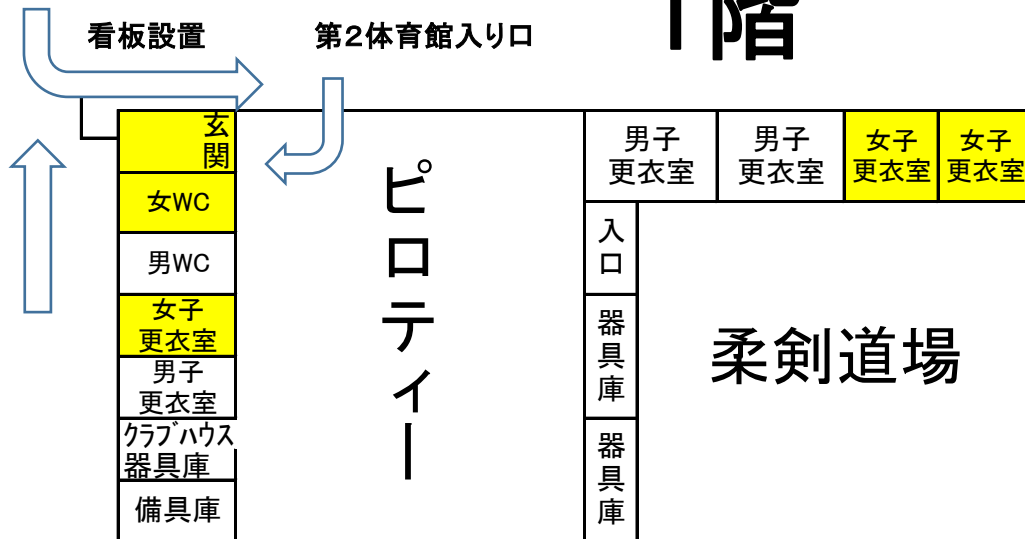 1階
看板設置
第2体育館入り口
玄
関
女WC
男WC
女子
更衣室
男子
更衣室
クラブハウス
器具庫
備具庫
ピロティー
男子
更衣室
男子
更衣室
女子
更衣室
女子
更衣室
入
口
器
具
庫
器
具
庫
柔剣道場